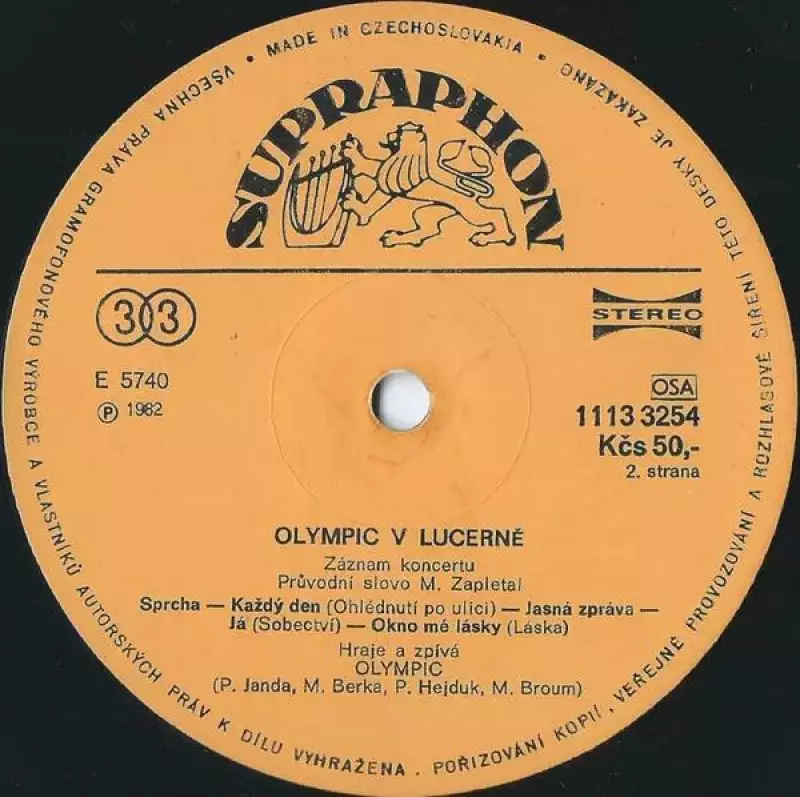 VŠECHNA PRÁVA GRAMOFONOVÉHO VÝROBCE A VLASTNÍKŮ AUTORSKÝCH PRÁV K DÍLU VYHRAŽENA . POŘIZOVÁNÍ KOPIÍ , VEŘEJNÉ PROVOZOVÁNÍ A ROZHLASOVÉ ŠÍŘENÍ TÉTO DESKY JE ZAKÁZÁNO
• MADE IN CZECHOSLOVAKIA •
SUPRAPHON
33
STEREO
E 5740
Ⓟ 1982
OSA
1113 3254
Kčs 50,-
2. strana
OLYMPIC V LUCERNĚ
Záznam koncertu
Průvodní slovo M. Zapletal
Sprcha — Každý den (Ohlédnutí po ulici) — Jasná zpráva —
Já (Sobectví) — Okno mé lásky (Láska)
Hraje a zpívá
OLYMPIC
(P. Janda, M. Berka, P. Hejduk, M. Broum)